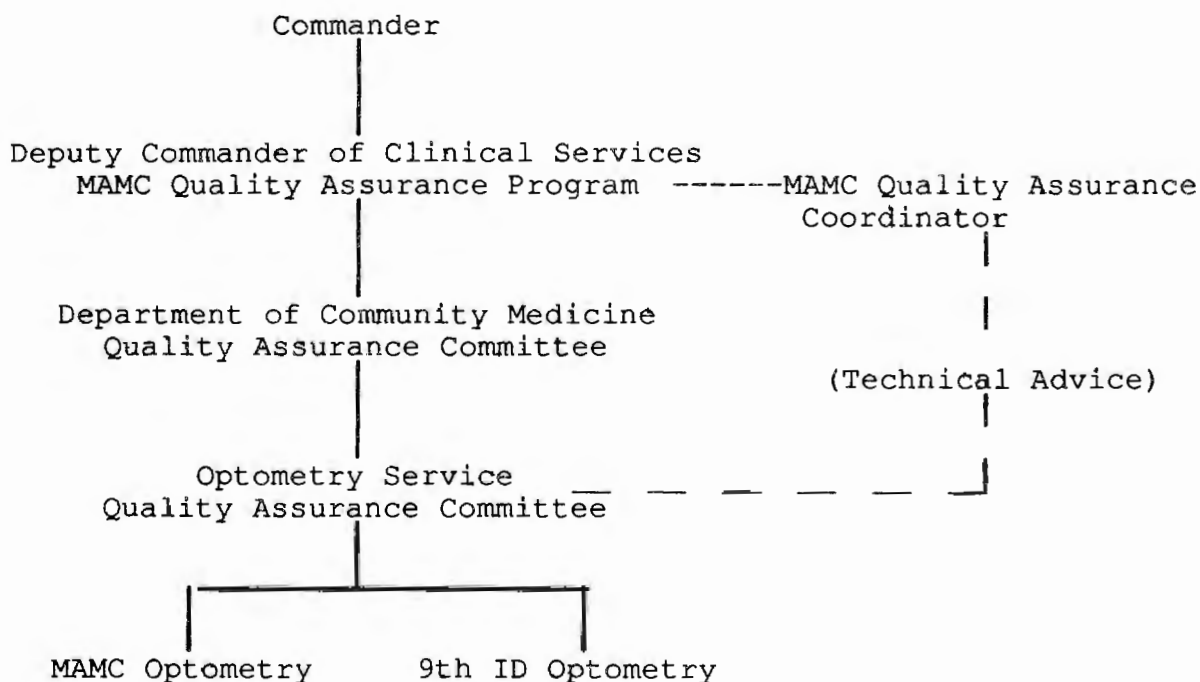 Commander
Deputy Commander of Clinical Services
MAMC Quality Assurance Program ------MAMC Quality Assurance
Coordinator
Department of Community Medicine
Quality Assurance Committee
(Technical Advice)
Optometry Service
Quality Assurance Committee
MAMC Optometry 9th ID Optometry